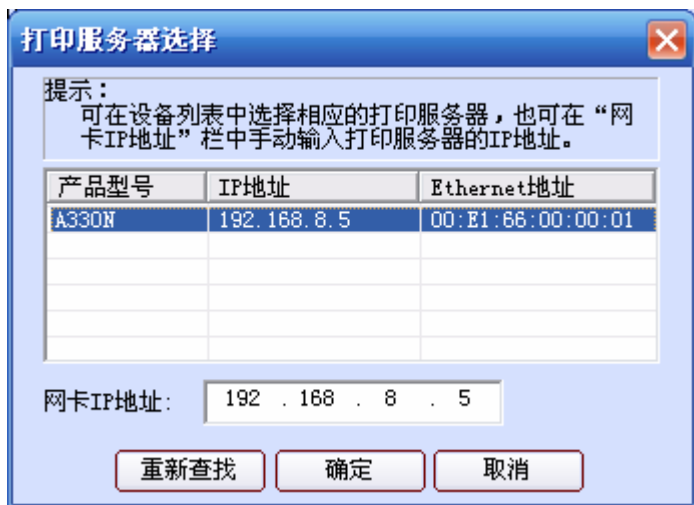 打印服务器选择
提示：
可在设备列表中选择相应的打印服务器，也可在“网
卡IP地址”栏中手动输入打印服务器的IP地址。
产品型号 IP地址 Ethernet地址
A330N 192.168.8.5 00:E1:66:00:00:01
网卡IP地址: 192 . 168 . 8 . 5
重新查找 确定 取消